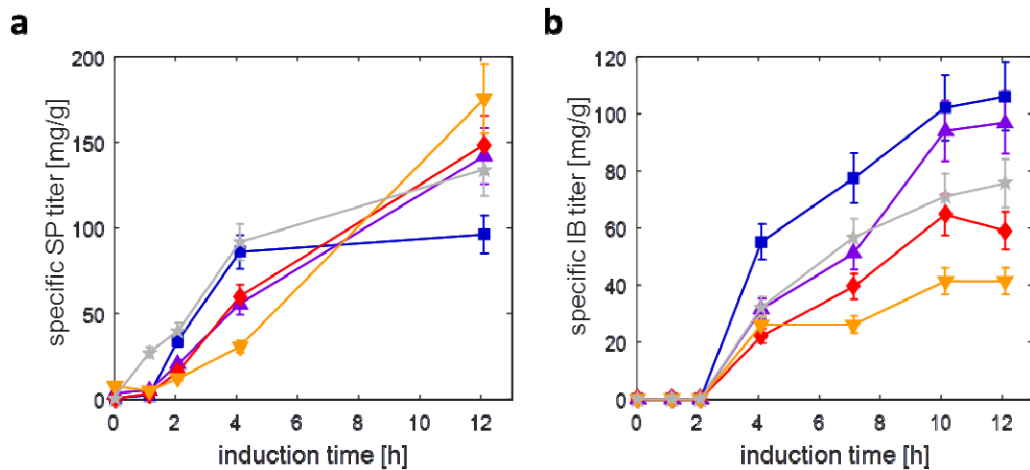 a
200
150
100
50
0
specific SP titer [mg/g]
0 2 4 6 8 10 12
induction time [h]
b
120
100
80
60
40
20
0
specific IB titer [mg/g]
0 2 4 6 8 10 12
induction time [h]